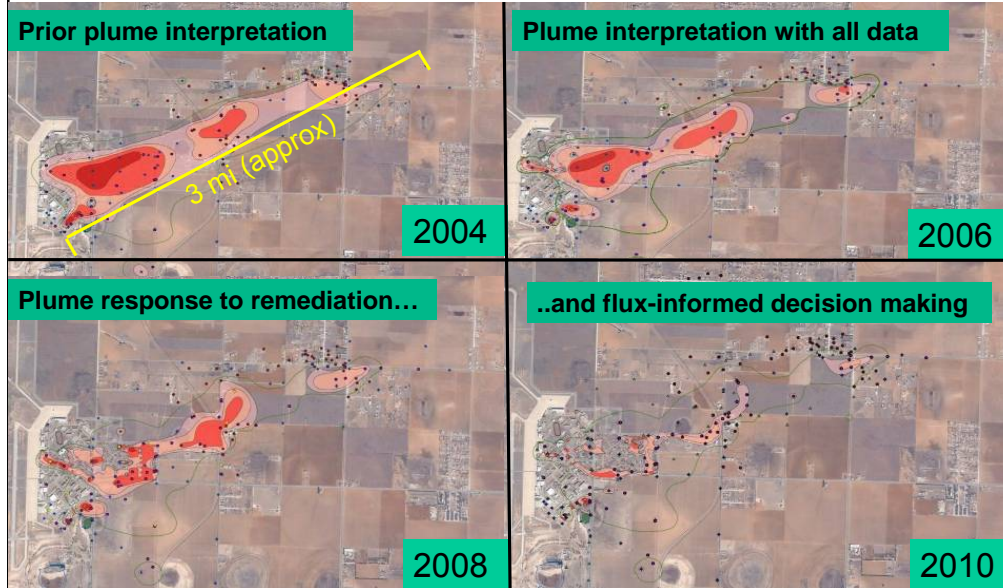 Prior plume interpretation
Plume interpretation with all data
3 mi (approx)
2004
2006
Plume response to remediation…
..and flux-informed decision making
2008
2010